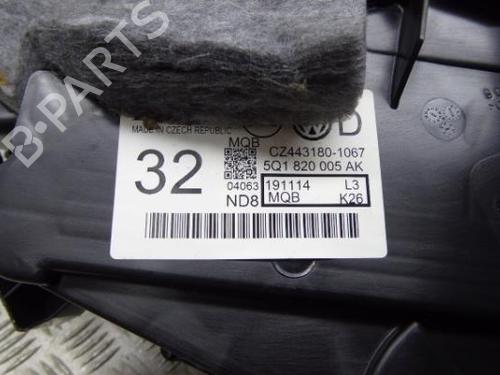 B-Parts
MADE IN CZECH REPUBLIC
MQB
D
CZ443180-1067
5Q1 820 005 AK
32
04063
ND8
191114 L3
MQB K26